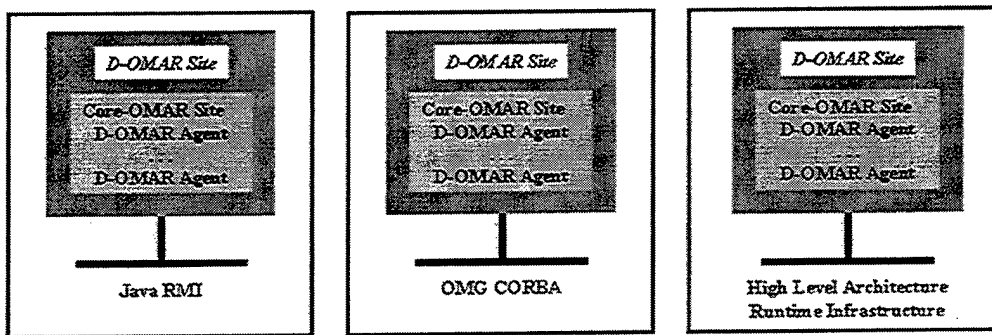 D-OMAR Site
Core-OMAR Site
D-OMAR Agent
...
D-OMAR Agent
Java RMI
D-OMAR Site
Core-OMAR Site
D-OMAR Agent
...
D-OMAR Agent
OMG CORBA
D-OMAR Site
Core-OMAR Site
D-OMAR Agent
...
D-OMAR Agent
High Level Architecture
Runtime Infrastructure